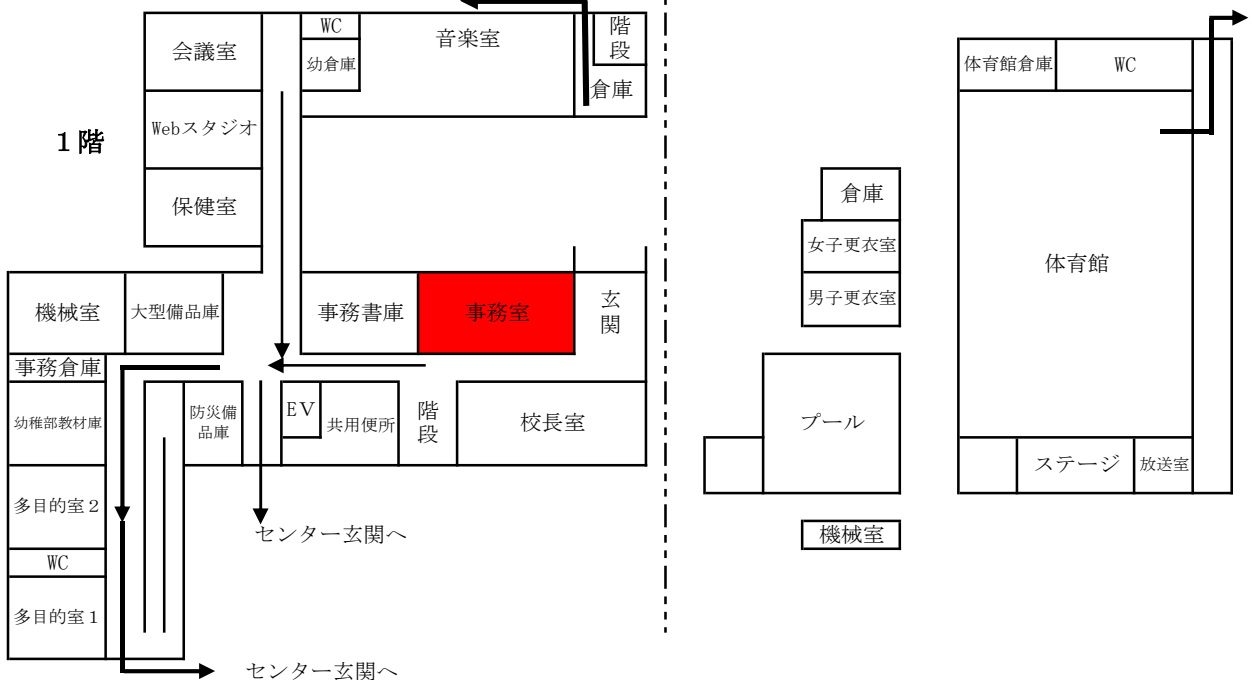 会議室
WC
幼倉庫
音楽室
階
段
倉庫
体育館倉庫
WC
1階
Webスタジオ
保健室
倉庫
女子更衣室
男子更衣室
体育館
機械室
大型備品庫
事務書庫
事務室
玄
関
事務倉庫
幼稚部教材庫
防災備
品庫
EV
共用便所
階
段
校長室
プール
ステージ
放送室
多目的室2
センター玄関へ
機械室
WC
多目的室1
センター玄関へ